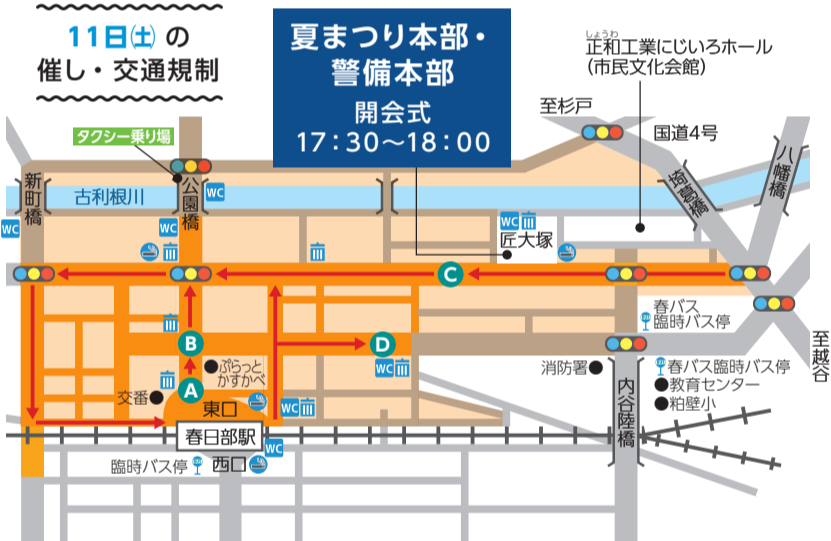 11日(土)の
催し・交通規制
夏まつり本部・
警備本部
開会式
17:30〜18:00
しょうわ
正和工業にじいろホール
(市民文化会館)
至杉戸
国道4号
タクシー乗り場
新町橋
古利根川
公園橋
WC
WC
WC
埼葛橋
八幡橋
WC
匠大塚
C
春バス
臨時バス停
至越谷
B
D
WC
ぷらっと
かすかべ
A
交番
東口
WC
消防署
春バス臨時バス停
教育センター
粕壁小
内谷陸橋
春日部駅
WC
臨時バス停
西口